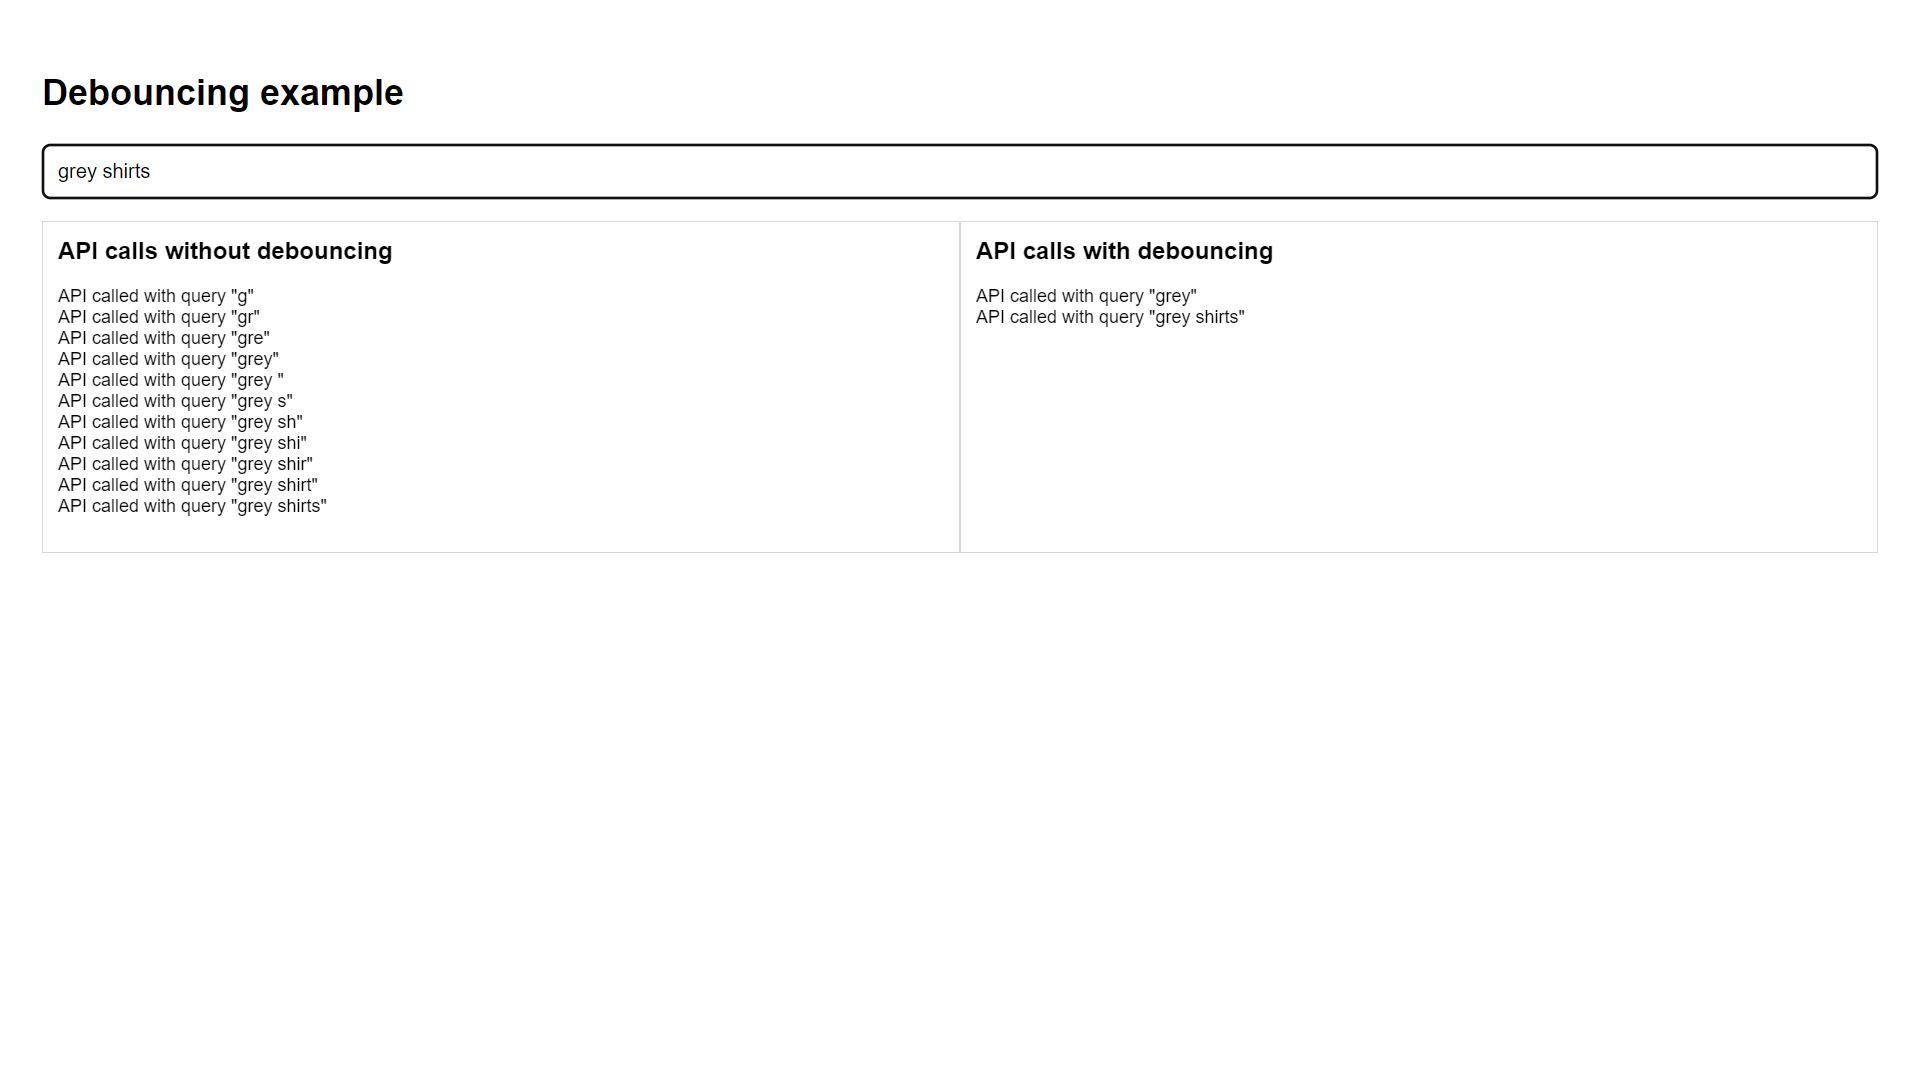 Debouncing example
grey shirts
API calls without debouncing
API called with query "g"
API called with query "gr"
API called with query "gre"
API called with query "grey"
API called with query "grey "
API called with query "grey s"
API called with query "grey sh"
API called with query "grey shi"
API called with query "grey shir"
API called with query "grey shirt"
API called with query "grey shirts"
API calls with debouncing
API called with query "grey"
API called with query "grey shirts"